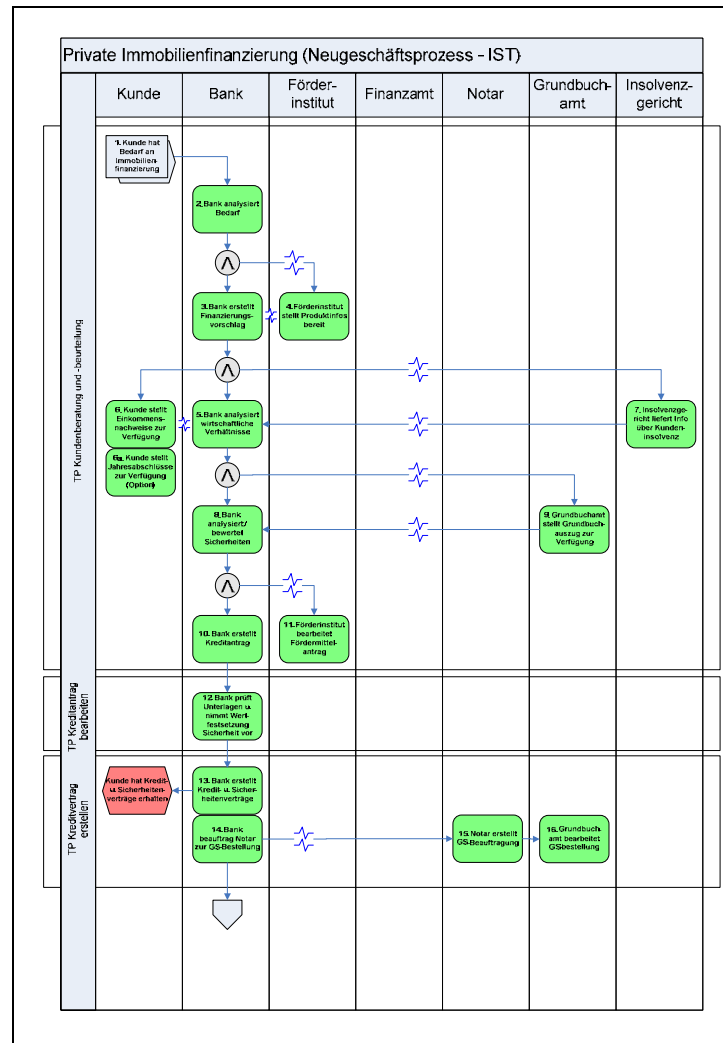 Private Immobilienfinanzierung (Neugeschäftsprozess - IST)
Kunde
Bank
Förder-
institut
Finanzamt
Notar
Grundbuch-
amt
Insolvenz-
gericht
TP Kundenberatung und -beurteilung
1. Kunde hat
Bedarf an
Immobilien-
finanzierung
2. Bank analysiert
Bedarf
Λ
3. Bank erstellt
Finanzierungs-
vorschlag
4. Förderinstitut
stellt Produktinfos
bereit
Λ
6. Kunde stellt
Einkommens-
nachweise zur
Verfügung
5. Bank analysiert
wirtschaftliche
Verhältnisse
7. Insolvenzge-
richt liefert Info
über Kunden-
insolvenz
6a. Kunde stellt
Jahresabschlüsse
zur Verfügung
(Option)
Λ
8. Bank
analysiert/
bewertet
Sicherheiten
9. Grundbuchamt
stellt Grundbuch-
auszug zur
Verfügung
Λ
10. Bank erstellt
Kreditantrag
11. Förderinstitut
bearbeitet
Fördermittel-
antrag
TP Kreditantrag
bearbeiten
12. Bank prüft
Unterlagen u.
nimmt Wert-
festsetzung
Sicherheit vor
TP Kreditvertrag
erstellen
Kunde hat Kredit-
u. Sicherheiten-
verträge erhalten
13. Bank erstellt
Kredit- u. Sicher-
heitenverträge
14. Bank
beauftrag Notar
zur GS-Bestellung
15. Notar erstellt
GS-Beauftragung
16. Grundbuch-
amt bearbeitet
GSbestellung